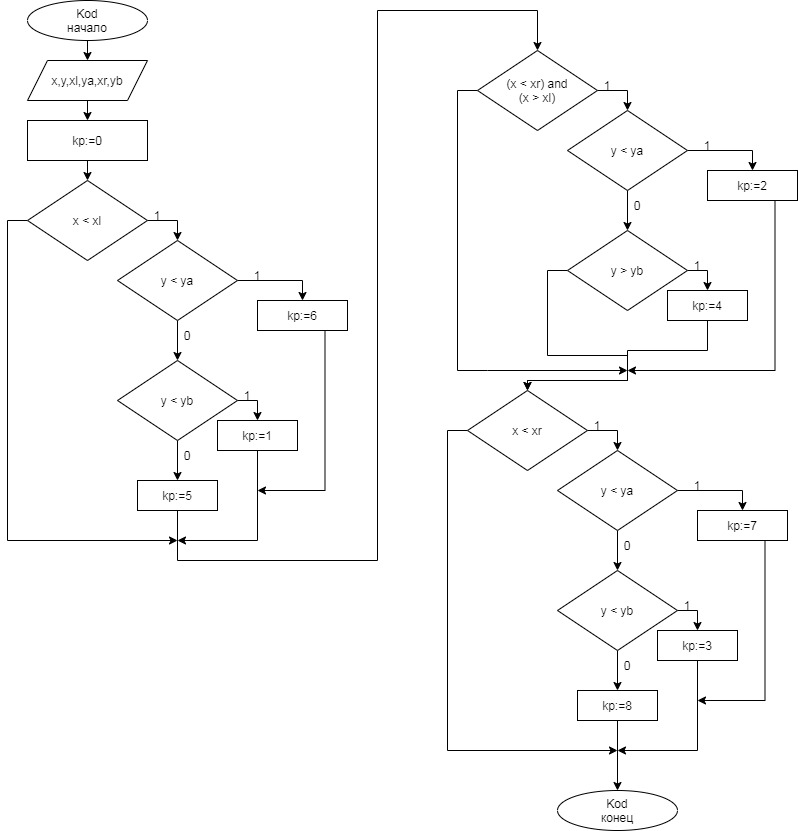 Kod
начало
x,y,xl,ya,xr,yb
kp:=0
x < xl
1
y < ya
1
kp:=6
0
y < yb
1
kp:=1
0
kp:=5
(x < xr) and
(x > xl)
1
y < ya
1
kp:=2
0
y > yb
1
kp:=4
x < xr
1
y < ya
1
kp:=7
0
y < yb
1
kp:=3
0
kp:=8
Kod
конец